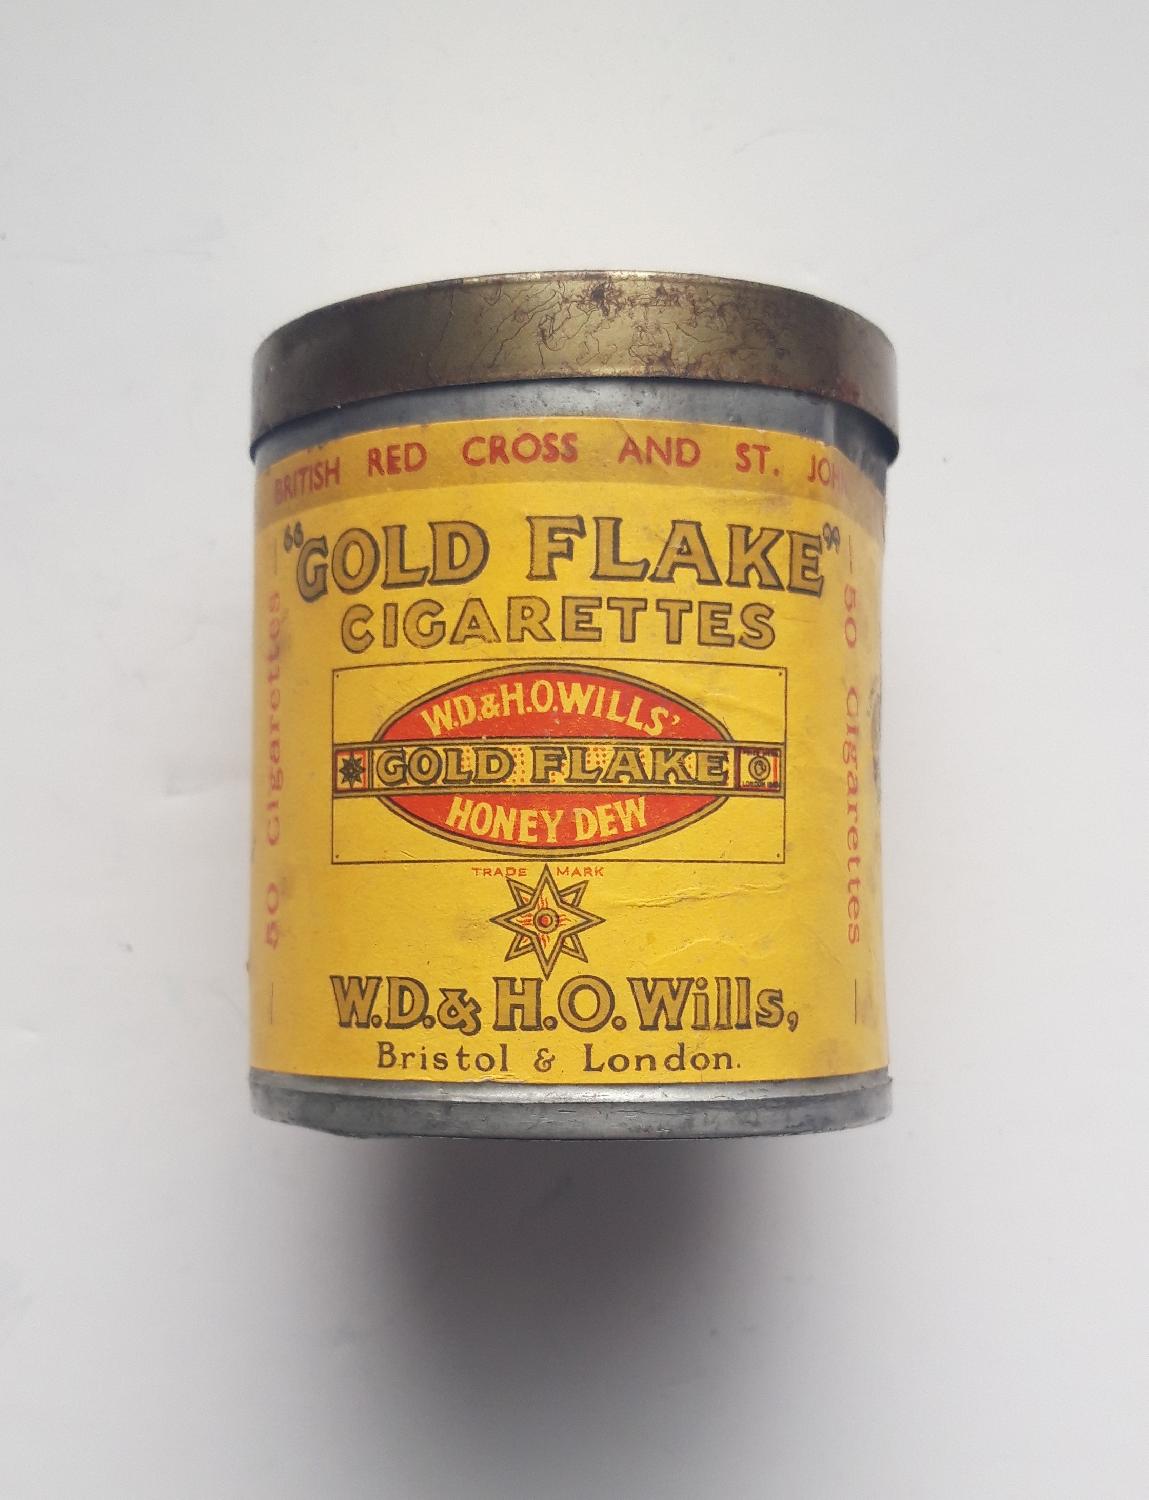 BRITISH RED CROSS AND ST. JOHN
"GOLD FLAKE"
CIGARETTES
W.D.&H.O.WILLS'
GOLD FLAKE
HONEY DEW
TRADE MARK
W.D.& H.O.Wills,
Bristol & London.
50 Cigarettes
50 Cigarettes